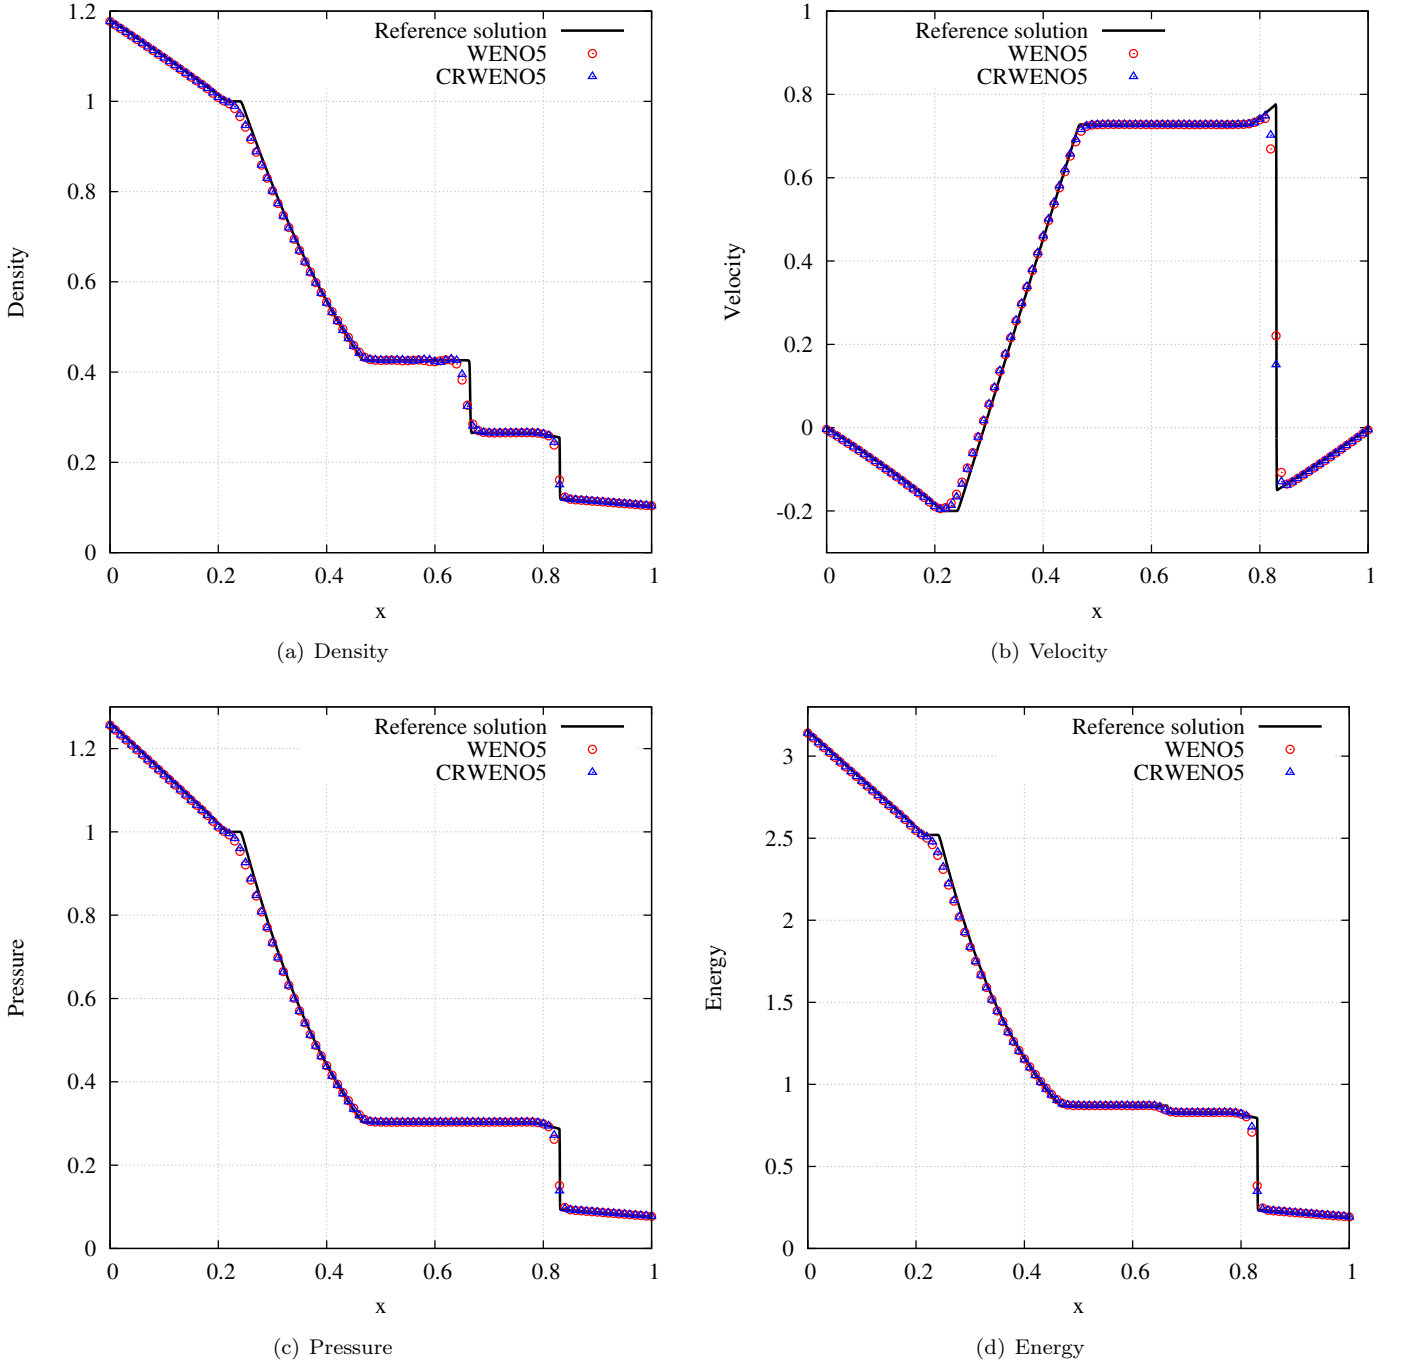 Reference solution
WENO5
CRWENO5
Density
1.2
1
0.8
0.6
0.4
0.2
0
0 0.2 0.4 0.6 0.8 1
x
(a) Density
Reference solution
WENO5
CRWENO5
Velocity
1
0.8
0.6
0.4
0.2
0
-0.2
0 0.2 0.4 0.6 0.8 1
x
(b) Velocity
Reference solution
WENO5
CRWENO5
Pressure
1.2
1
0.8
0.6
0.4
0.2
0
0 0.2 0.4 0.6 0.8 1
x
(c) Pressure
Reference solution
WENO5
CRWENO5
Energy
3
2.5
2
1.5
1
0.5
0
0 0.2 0.4 0.6 0.8 1
x
(d) Energy